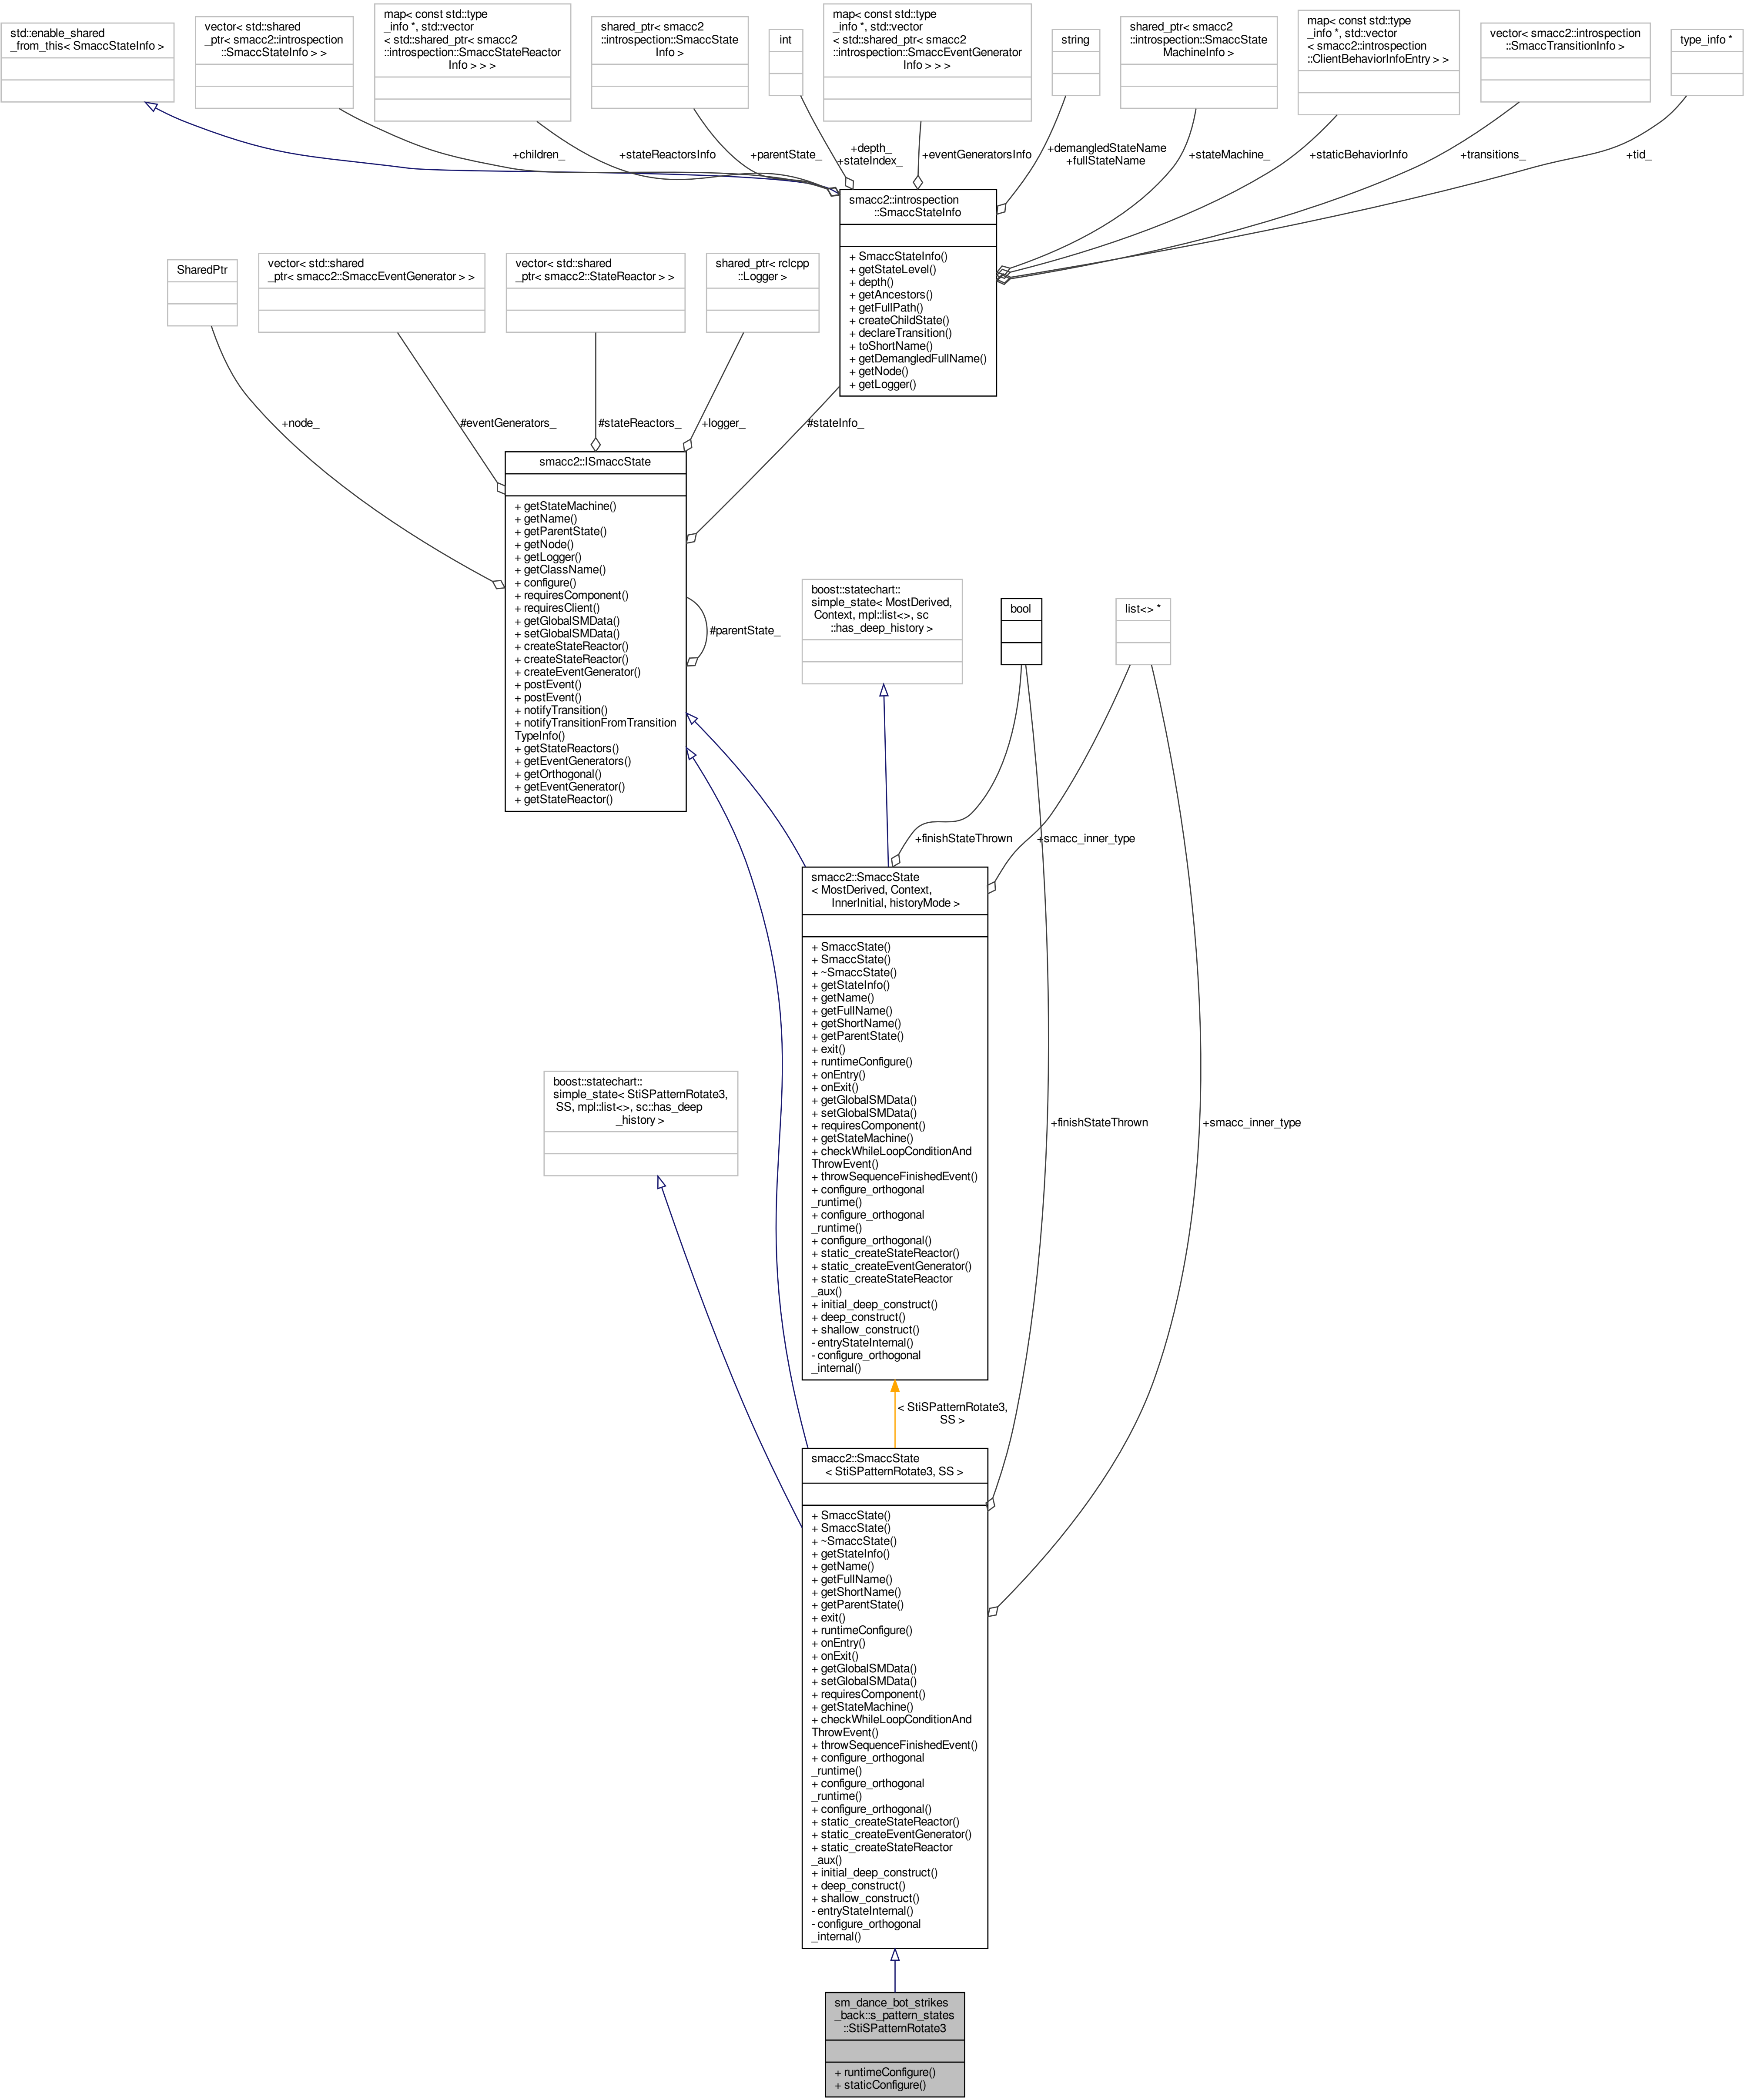 std::enable_shared
_from_this< SmaccStateInfo >
vector< std::shared
_ptr< smacc2::introspection
::SmaccStateInfo > >
map< const std::type
_info *, std::vector
< std::shared_ptr< smacc2
::introspection::SmaccStateReactor
Info > > >
shared_ptr< smacc2
::introspection::SmaccState
Info >
int
map< const std::type
_info *, std::vector
< std::shared_ptr< smacc2
::introspection::SmaccEventGenerator
Info > > >
string
shared_ptr< smacc2
::introspection::SmaccState
MachineInfo >
map< const std::type
_info *, std::vector
< smacc2::introspection
::ClientBehaviorInfoEntry > >
vector< smacc2::introspection
::SmaccTransitionInfo >
type_info *
+children_
+stateReactorsInfo
+parentState_
+depth_
+stateIndex_
+eventGeneratorsInfo
+demangledStateName
+fullStateName
+stateMachine_
+staticBehaviorInfo
+transitions_
+tid_
smacc2::introspection
::SmaccStateInfo
+ SmaccStateInfo()
+ getStateLevel()
+ depth()
+ getAncestors()
+ getFullPath()
+ createChildState()
+ declareTransition()
+ toShortName()
+ getDemangledFullName()
+ getNode()
+ getLogger()
SharedPtr
vector< std::shared
_ptr< smacc2::SmaccEventGenerator > >
vector< std::shared
_ptr< smacc2::StateReactor > >
shared_ptr< rclcpp
::Logger >
+node_
#eventGenerators_
#stateReactors_
+logger_
#stateInfo_
smacc2::ISmaccState
+ getStateMachine()
+ getName()
+ getParentState()
+ getNode()
+ getLogger()
+ getClassName()
+ configure()
+ requiresComponent()
+ requiresClient()
+ getGlobalSMData()
+ setGlobalSMData()
+ createStateReactor()
+ createStateReactor()
+ createEventGenerator()
+ postEvent()
+ postEvent()
+ notifyTransition()
+ notifyTransitionFromTransition
TypeInfo()
+ getStateReactors()
+ getEventGenerators()
+ getOrthogonal()
+ getEventGenerator()
+ getStateReactor()
#parentState_
boost::statechart::
simple_state< MostDerived,
Context, mpl::list<>, sc
::has_deep_history >
bool
list<> *
+finishStateThrown
+smacc_inner_type
smacc2::SmaccState
< MostDerived, Context,
InnerInitial, historyMode >
+ SmaccState()
+ SmaccState()
+ ~SmaccState()
+ getStateInfo()
+ getName()
+ getFullName()
+ getShortName()
+ getParentState()
+ exit()
+ runtimeConfigure()
+ onEntry()
+ onExit()
+ getGlobalSMData()
+ setGlobalSMData()
+ requiresComponent()
+ getStateMachine()
+ checkWhileLoopConditionAnd
ThrowEvent()
+ throwSequenceFinishedEvent()
+ configure_orthogonal
_runtime()
+ configure_orthogonal
_runtime()
+ configure_orthogonal()
+ static_createStateReactor()
+ static_createEventGenerator()
+ static_createStateReactor
_aux()
+ initial_deep_construct()
+ deep_construct()
+ shallow_construct()
- entryStateInternal()
- configure_orthogonal
_internal()
boost::statechart::
simple_state< StiSPatternRotate3,
SS, mpl::list<>, sc::has_deep
_history >
+finishStateThrown
+smacc_inner_type
< StiSPatternRotate3,
SS >
smacc2::SmaccState
< StiSPatternRotate3, SS >
+ SmaccState()
+ SmaccState()
+ ~SmaccState()
+ getStateInfo()
+ getName()
+ getFullName()
+ getShortName()
+ getParentState()
+ exit()
+ runtimeConfigure()
+ onEntry()
+ onExit()
+ getGlobalSMData()
+ setGlobalSMData()
+ requiresComponent()
+ getStateMachine()
+ checkWhileLoopConditionAnd
ThrowEvent()
+ throwSequenceFinishedEvent()
+ configure_orthogonal
_runtime()
+ configure_orthogonal
_runtime()
+ configure_orthogonal()
+ static_createStateReactor()
+ static_createEventGenerator()
+ static_createStateReactor
_aux()
+ initial_deep_construct()
+ deep_construct()
+ shallow_construct()
- entryStateInternal()
- configure_orthogonal
_internal()
sm_dance_bot_strikes
_back::s_pattern_states
::StiSPatternRotate3
+ runtimeConfigure()
+ staticConfigure()